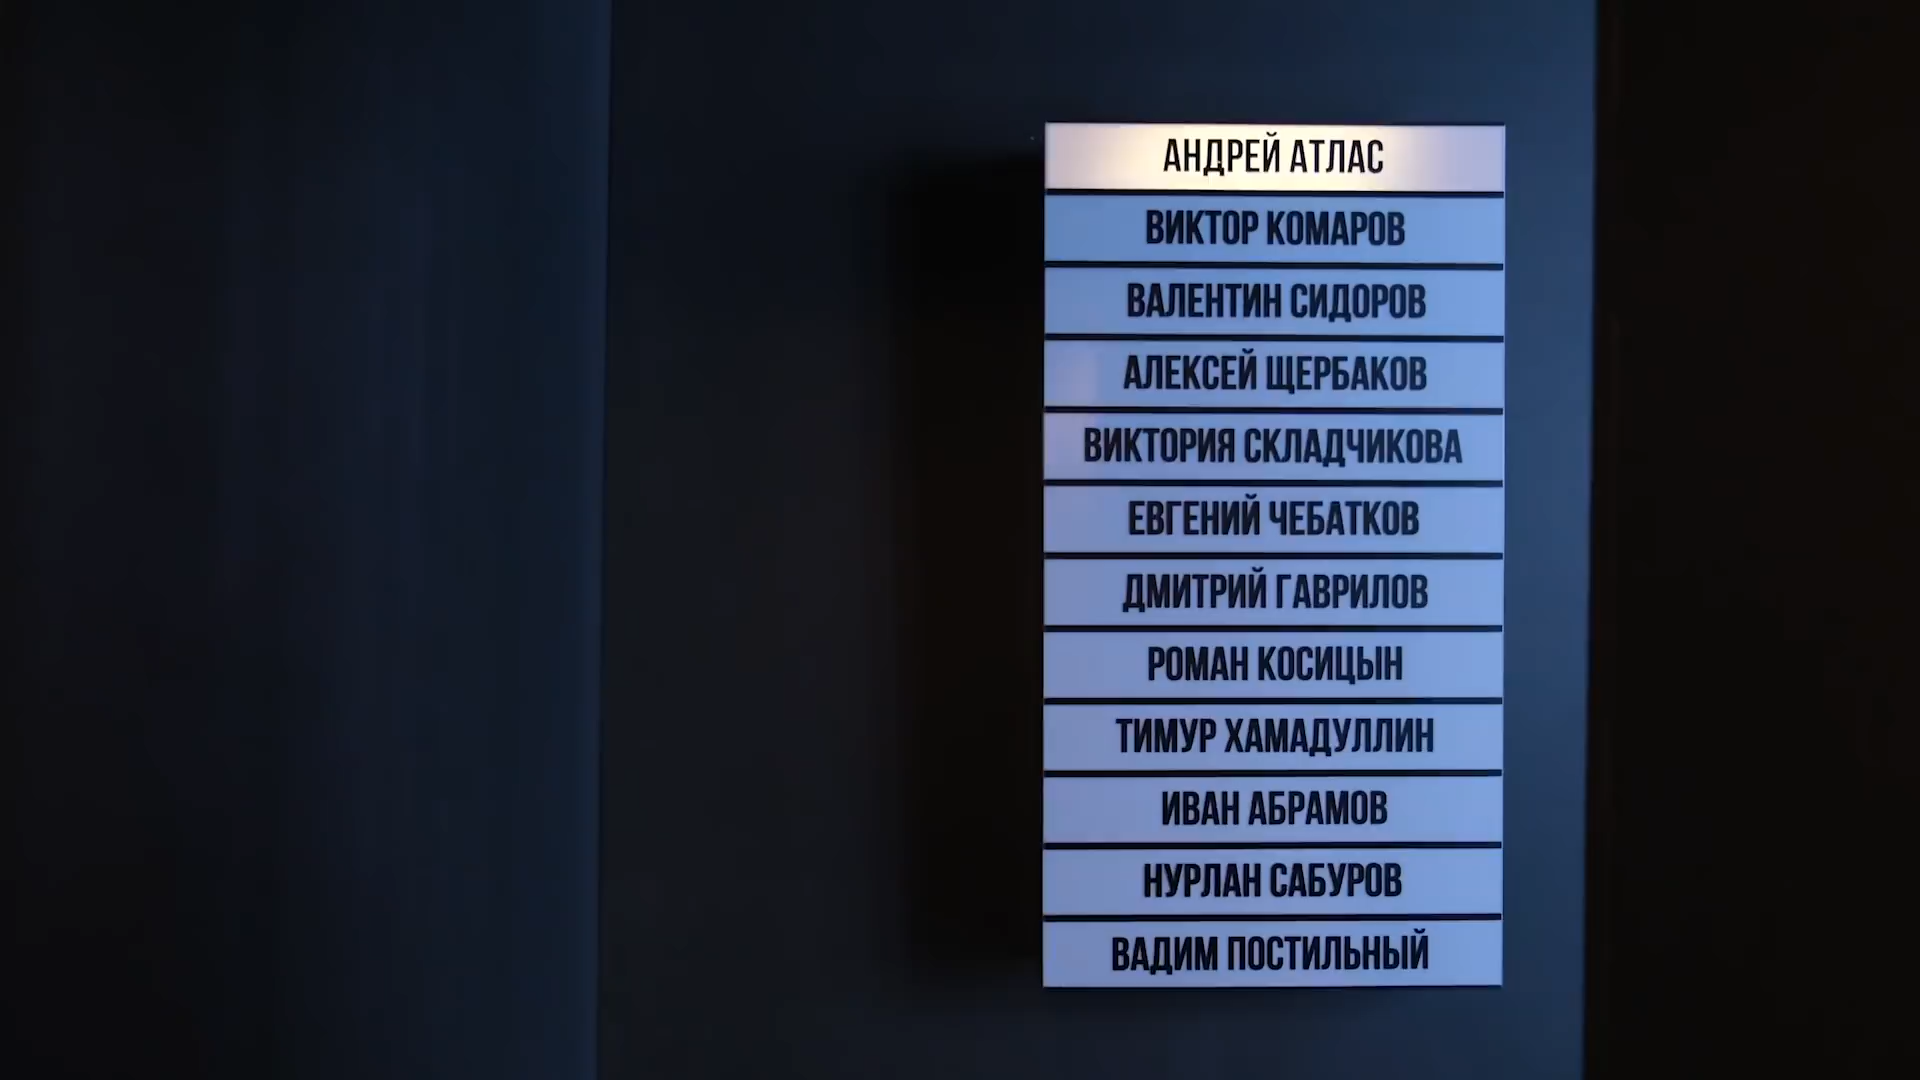 АНДРЕЙ АТЛАС
ВИКТОР КОМАРОВ
ВАЛЕНТИН СИДОРОВ
АЛЕКСЕЙ ЩЕРБАКОВ
ВИКТОРИЯ СКЛАДЧИКОВА
ЕВГЕНИЙ ЧЕБАТКОВ
ДМИТРИЙ ГАВРИЛОВ
РОМАН КОСИЦЫН
ТИМУР ХАМАДУЛЛИН
ИВАН АБРАМОВ
НУРЛАН САБУРОВ
ВАДИМ ПОСТИЛЬНЫЙ